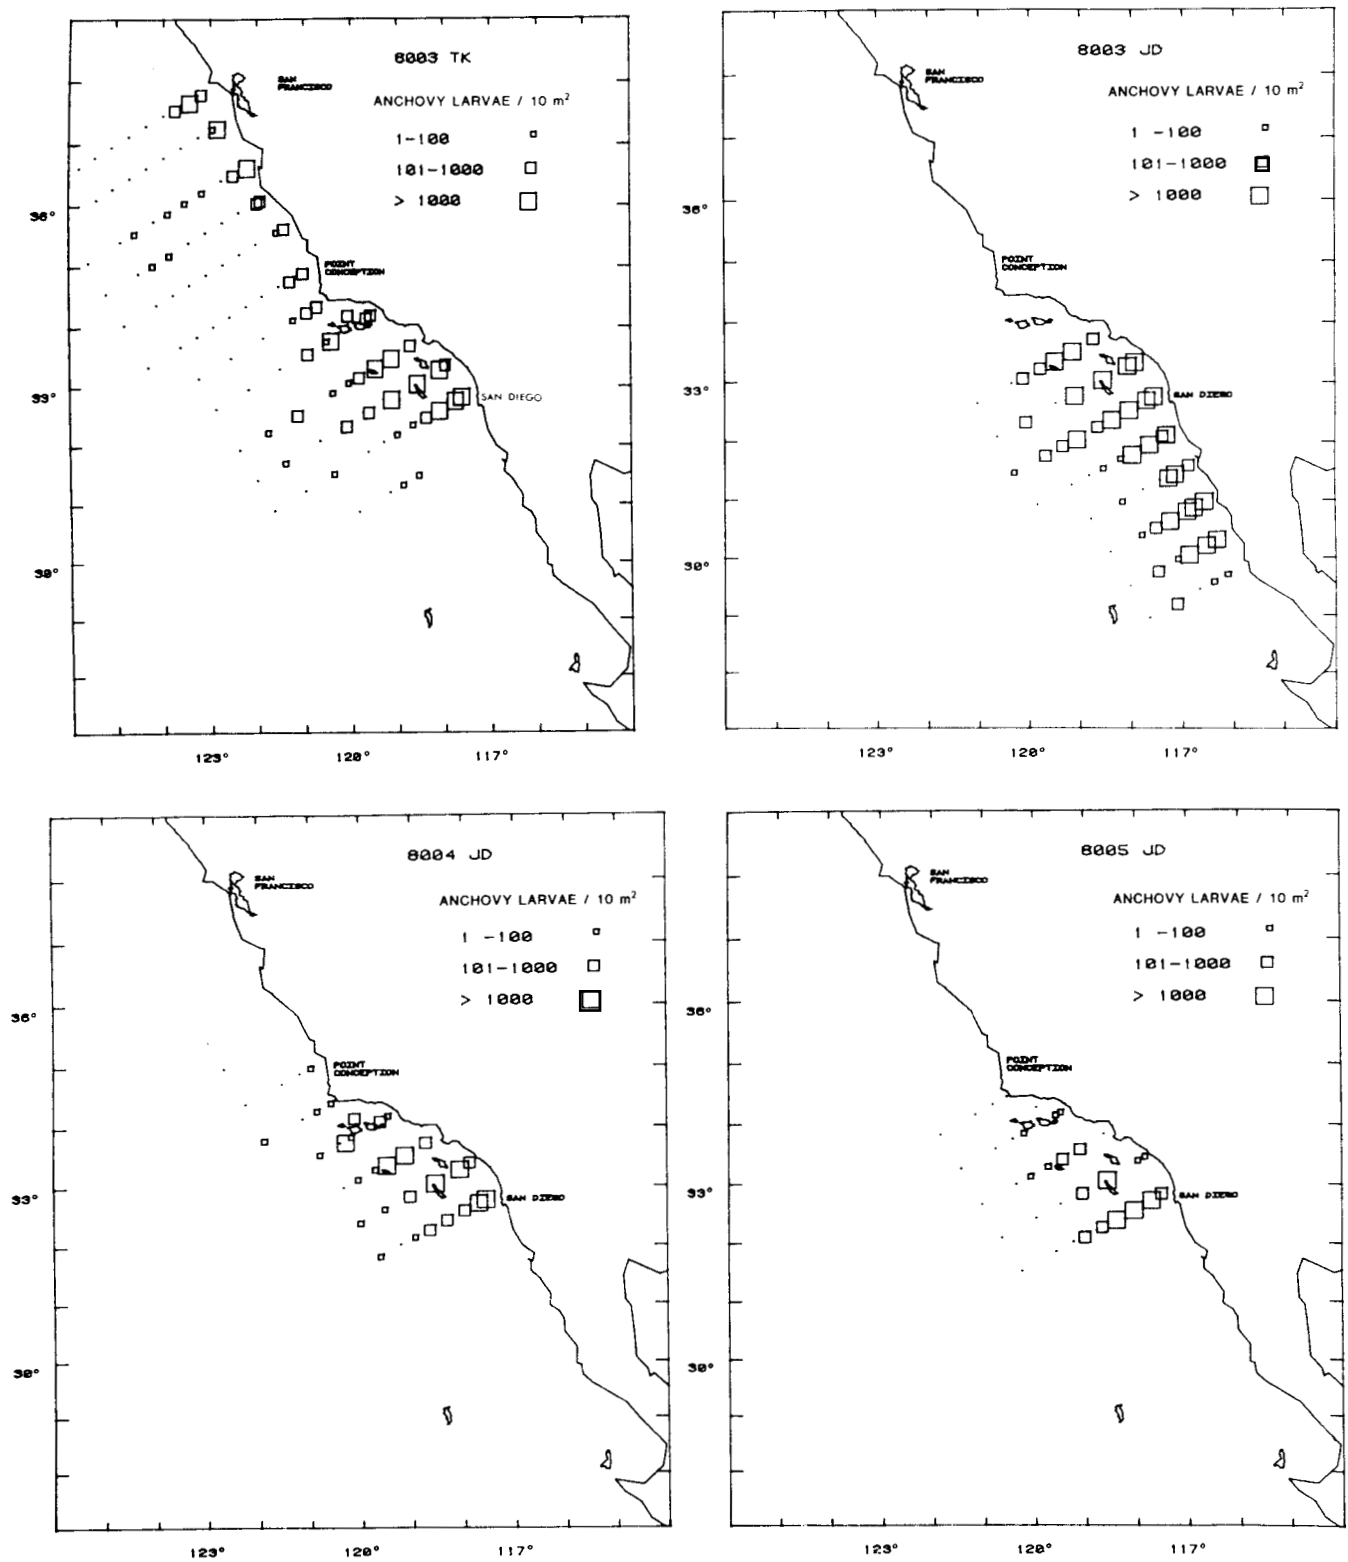 8003 TK
SAN
FRANCISCO
ANCHOVY LARVAE / 10 m²
1-100
101-1000
> 1000
36°
POINT
CONCEPTION
33°
SAN DIEGO
30°
123° 120° 117°
8003 JD
SAN
FRANCISCO
ANCHOVY LARVAE / 10 m²
1 -100
101-1000
> 1000
36°
POINT
CONCEPTION
33°
SAN DIEGO
30°
123° 120° 117°
8004 JD
SAN
FRANCISCO
ANCHOVY LARVAE / 10 m²
1 -100
101-1000
> 1000
36°
POINT
CONCEPTION
33°
SAN DIEGO
30°
123° 120° 117°
8005 JD
SAN
FRANCISCO
ANCHOVY LARVAE / 10 m²
1 -100
101-1000
> 1000
36°
POINT
CONCEPTION
33°
SAN DIEGO
30°
123° 120° 117°